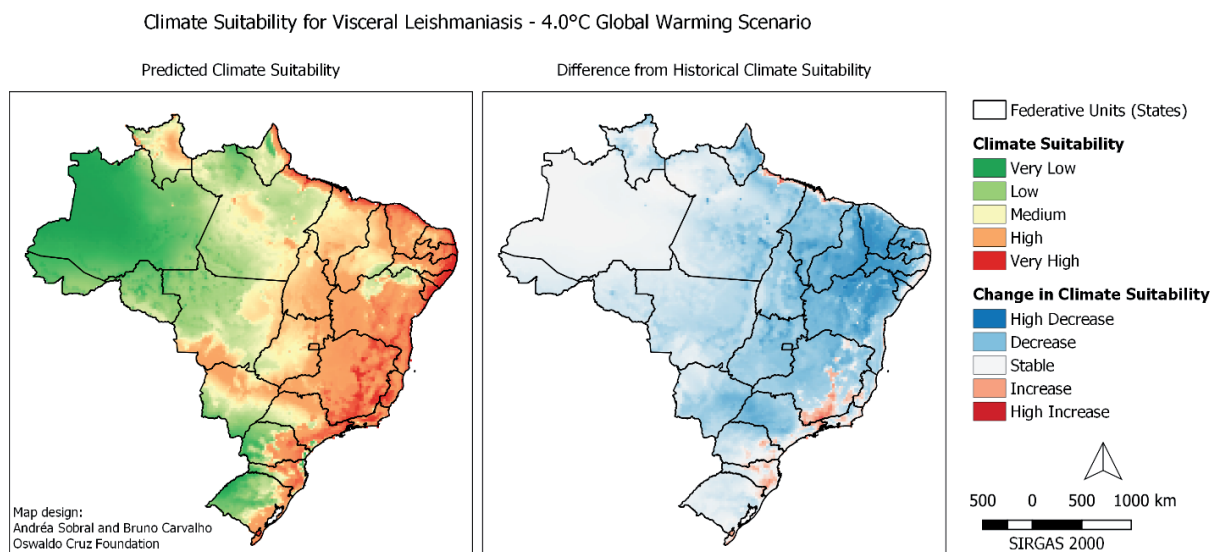 Climate Suitability for Visceral Leishmaniasis - 4.0°C Global Warming Scenario
Predicted Climate Suitability
Difference from Historical Climate Suitability
Map design:
Andréa Sobral and Bruno Carvalho
Oswaldo Cruz Foundation
Federative Units (States)
Climate Suitability
Very Low
Low
Medium
High
Very High
Change in Climate Suitability
High Decrease
Decrease
Stable
Increase
High Increase
500 0 500 1000 km
SIRGAS 2000